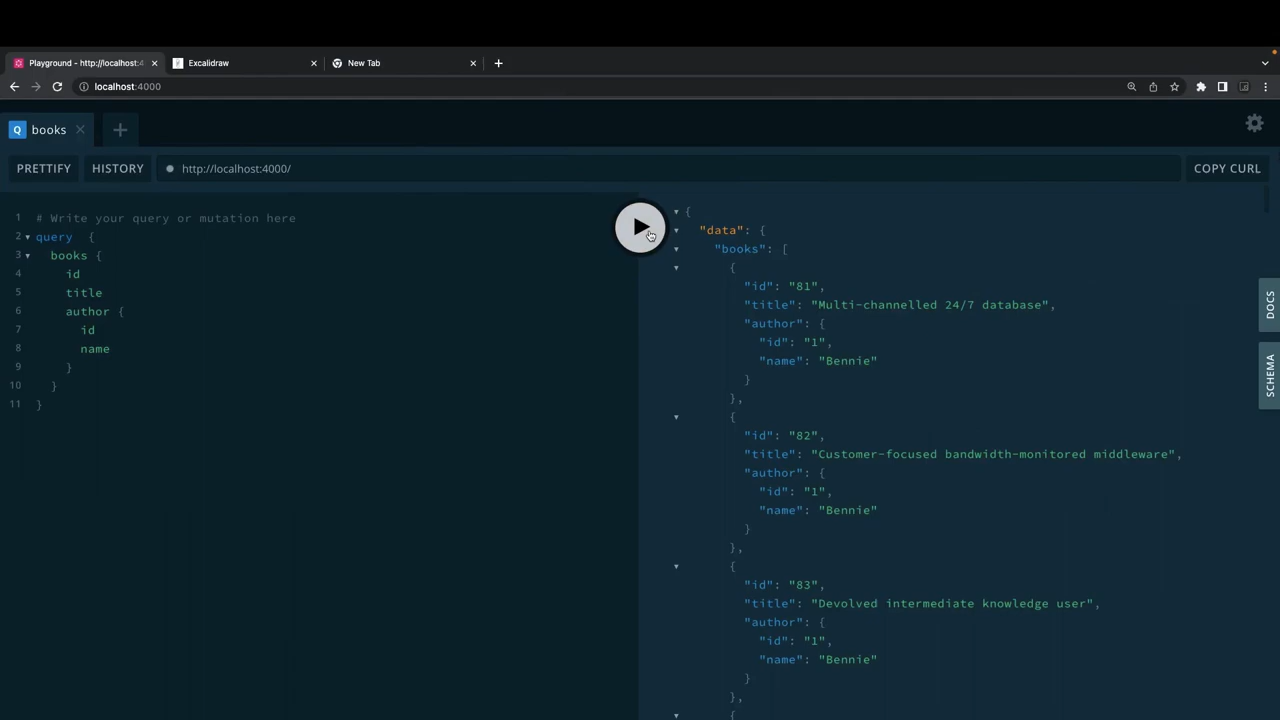 Playground - http://localhost:4
Excalidraw
New Tab
localhost:4000
Q books
PRETTIFY HISTORY http://localhost:4000/ COPY CURL
1 # Write your query or mutation here
2 query {
3 books {
4 id
5 title
6 author {
7 id
8 name
9 }
10 }
11 }
{
"data": {
"books": [
{
"id": "81",
"title": "Multi-channelled 24/7 database",
"author": {
"id": "1",
"name": "Bennie"
}
},
{
"id": "82",
"title": "Customer-focused bandwidth-monitored middleware",
"author": {
"id": "1",
"name": "Bennie"
}
},
{
"id": "83",
"title": "Devolved intermediate knowledge user",
"author": {
"id": "1",
"name": "Bennie"
}
},
{
DOCS
SCHEMA